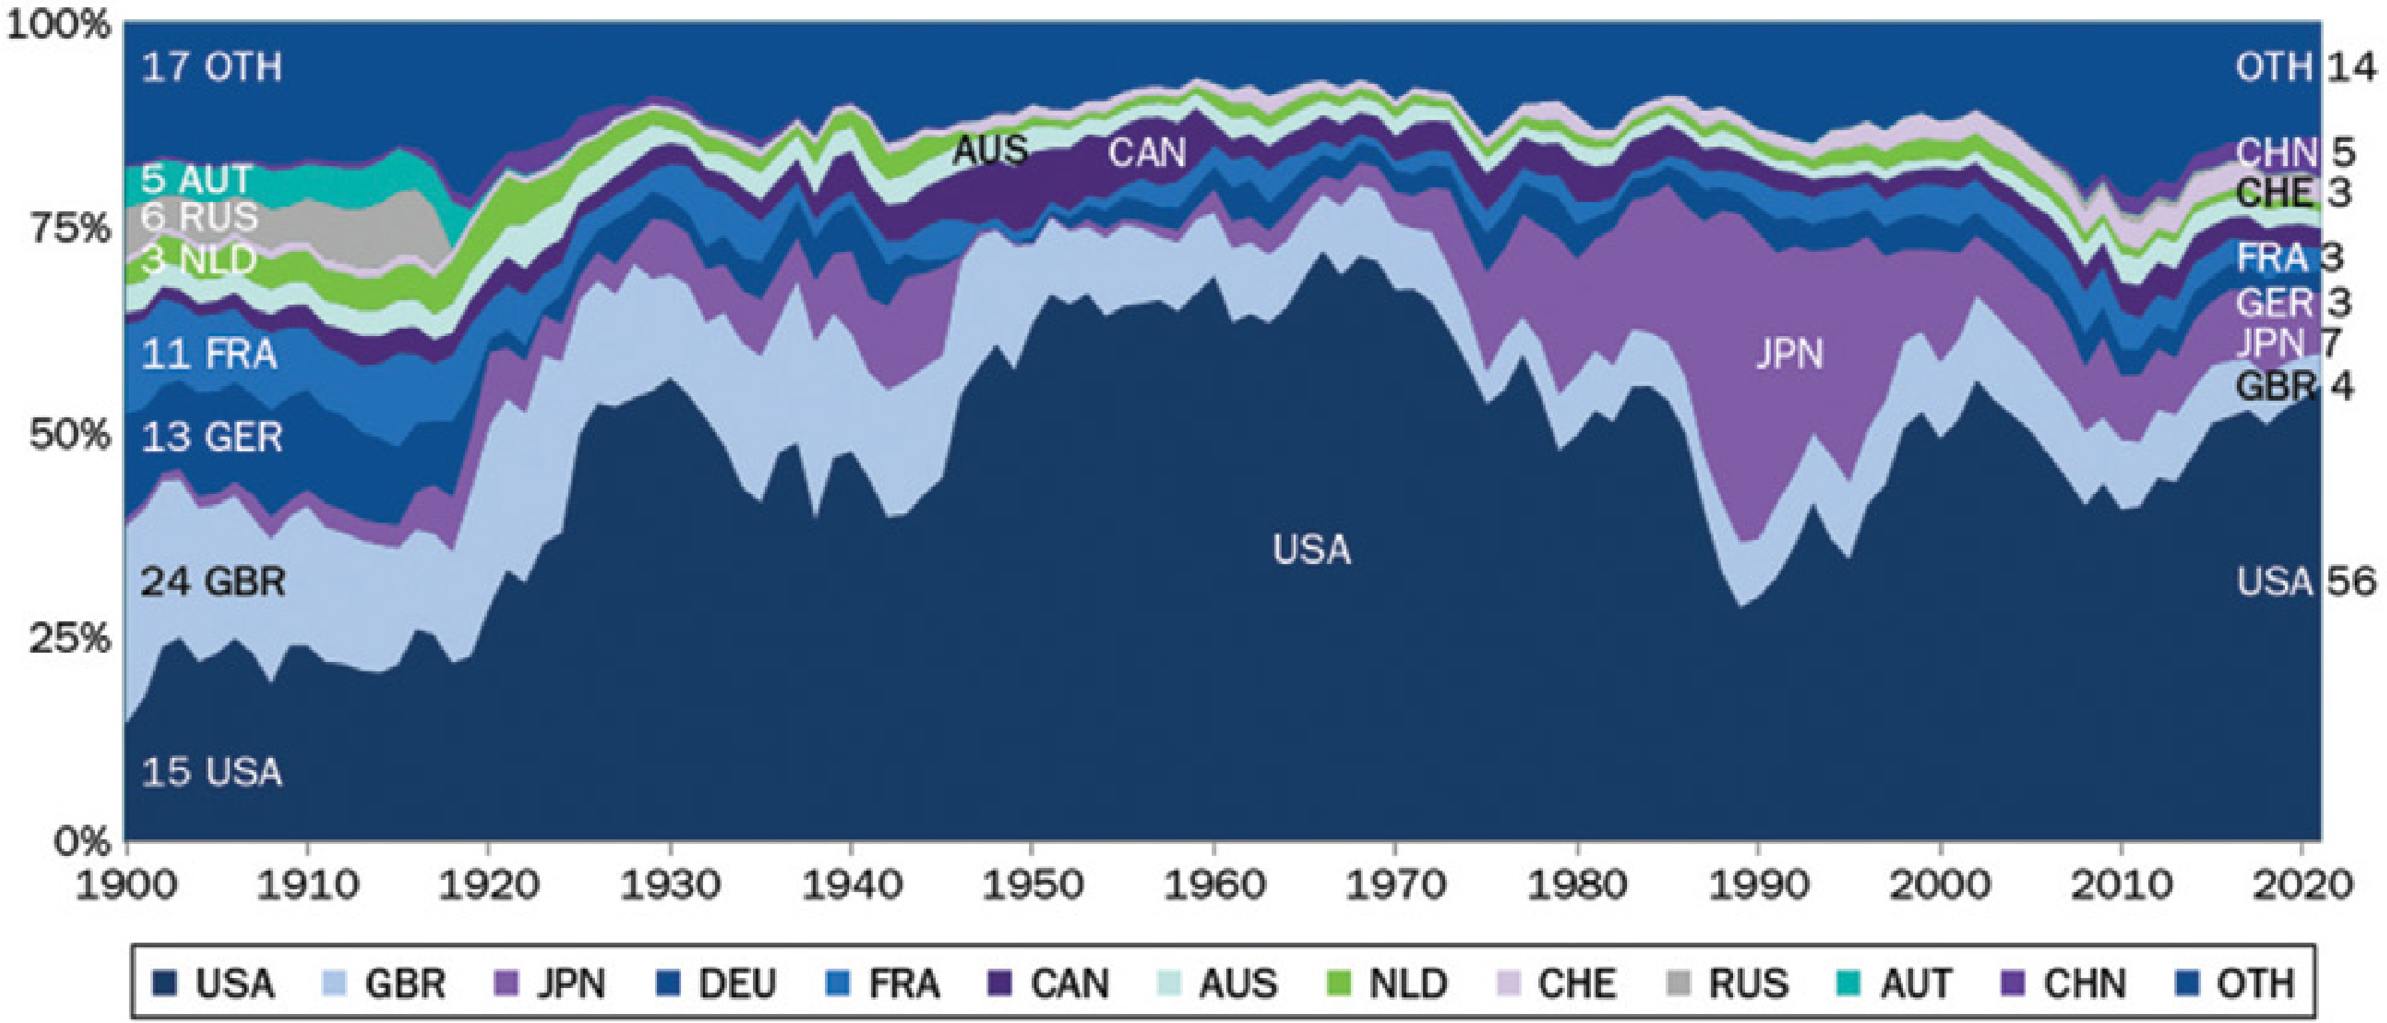 100%
17 OTH
OTH 14
AUS
CAN
CHN 5
5 AUT
CHE 3
6 RUS
75%
3 NLD
FRA 3
GER 3
11 FRA
JPN
JPN 7
GBR 4
50%
13 GER
USA
24 GBR
USA 56
25%
15 USA
0%
1900 1910 1920 1930 1940 1950 1960 1970 1980 1990 2000 2010 2020
USA GBR JPN DEU FRA CAN AUS NLD CHE RUS AUT CHN OTH